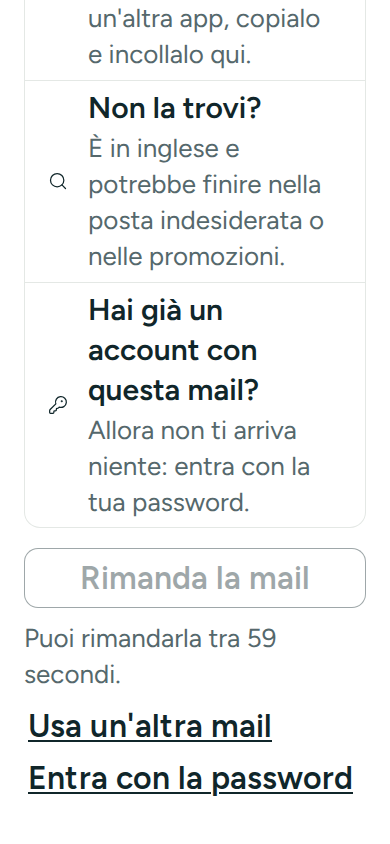 un'altra app, copialo
e incollalo qui.
Non la trovi?
È in inglese e
potrebbe finire nella
posta indesiderata o
nelle promozioni.
Hai già un
account con
questa mail?
Allora non ti arriva
niente: entra con la
tua password.
Rimanda la mail
Puoi rimandarla tra 59
secondi.
Usa un'altra mail
Entra con la password